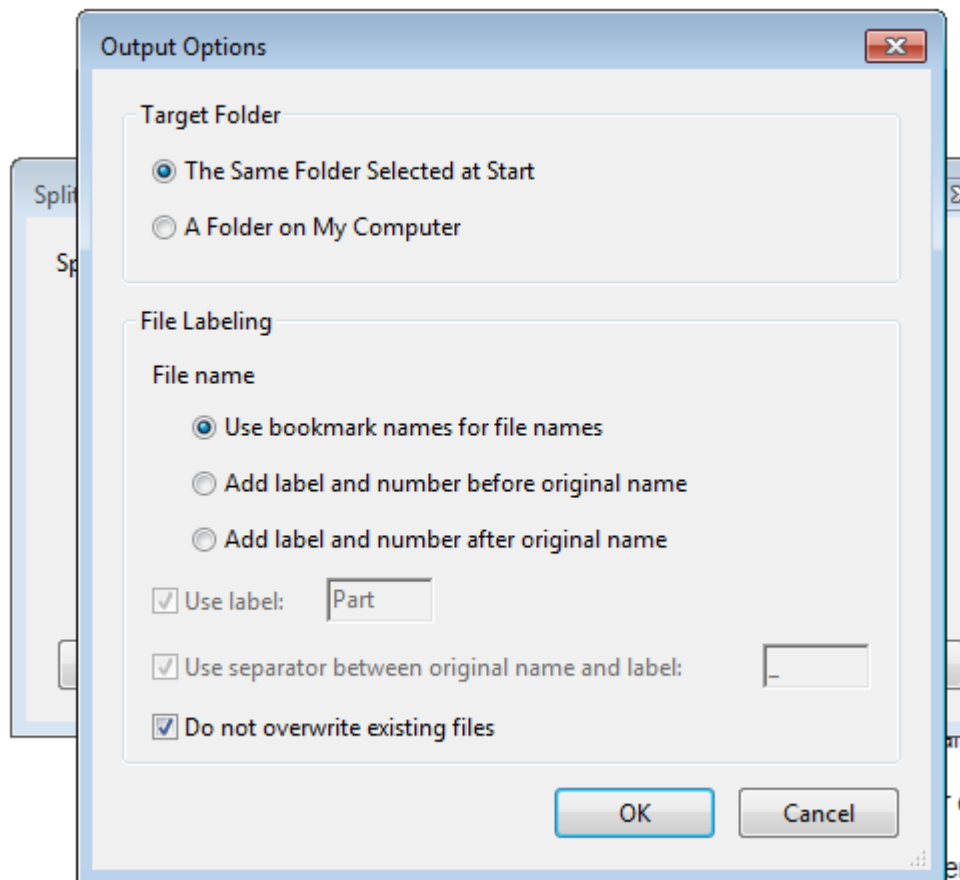 Output Options
Target Folder
The Same Folder Selected at Start
Split
A Folder on My Computer
Sp
File Labeling
File name
Use bookmark names for file names
Add label and number before original name
Add label and number after original name
Use label: Part
Use separator between original name and label: _
Do not overwrite existing files
OK Cancel